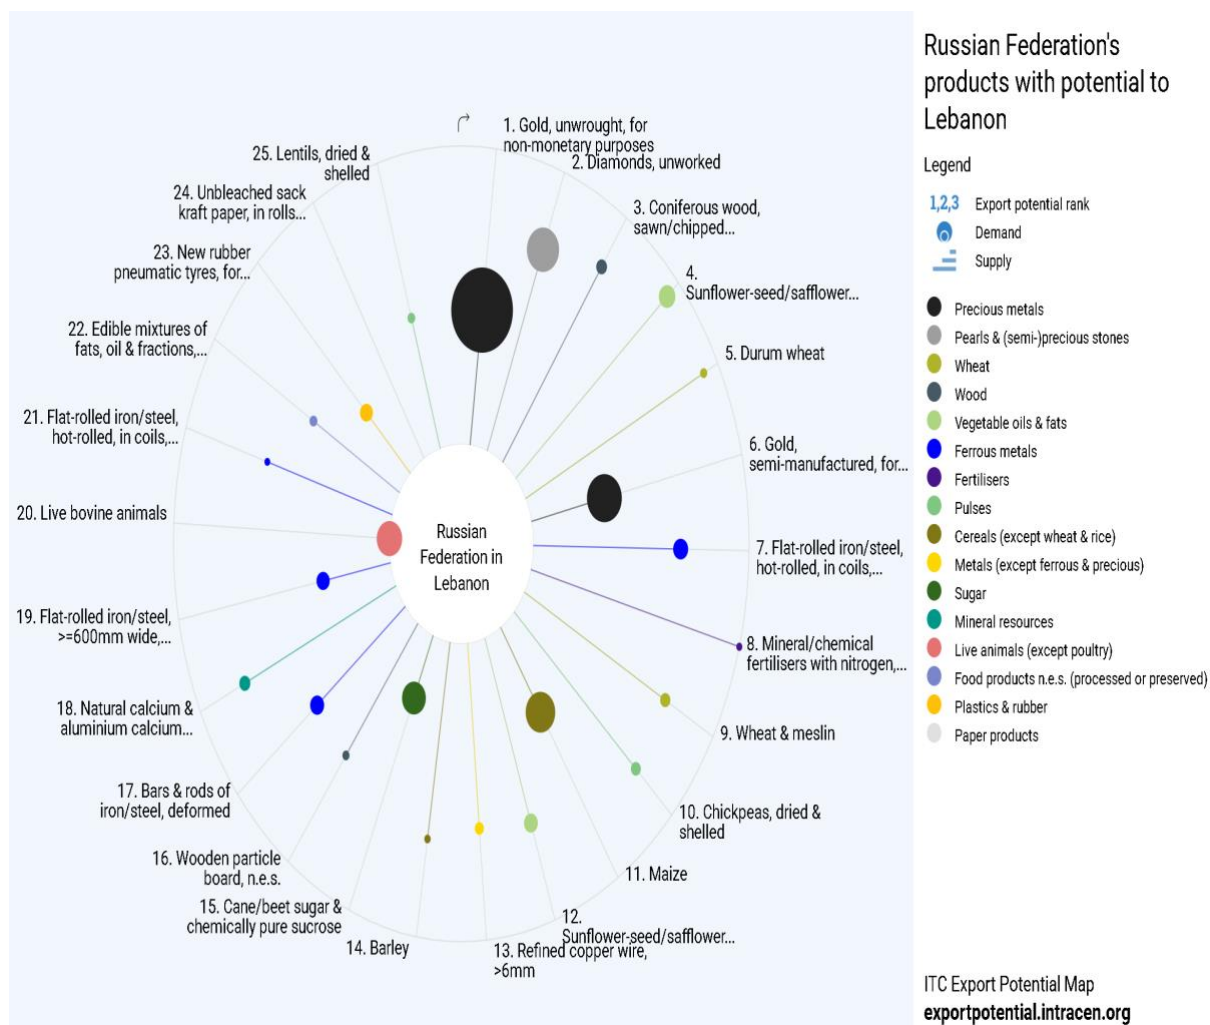 Russian Federation's
products with potential to
Lebanon
Legend
1,2,3 Export potential rank
Demand
Supply
Precious metals
Pearls & (semi-)precious stones
Wheat
Wood
Vegetable oils & fats
Ferrous metals
Fertilisers
Pulses
Cereals (except wheat & rice)
Metals (except ferrous & precious)
Sugar
Mineral resources
Live animals (except poultry)
Food products n.e.s. (processed or preserved)
Plastics & rubber
Paper products
1. Gold, unwrought, for
non-monetary purposes
2. Diamonds, unworked
3. Coniferous wood,
sawn/chipped...
4.
Sunflower-seed/safflower...
5. Durum wheat
6. Gold,
semi-manufactured, for...
7. Flat-rolled iron/steel,
hot-rolled, in coils,...
8. Mineral/chemical
fertilisers with nitrogen,...
9. Wheat & meslin
10. Chickpeas, dried &
shelled
11. Maize
12.
Sunflower-seed/safflower...
13. Refined copper wire,
>6mm
14. Barley
15. Cane/beet sugar &
chemically pure sucrose
16. Wooden particle
board, n.e.s.
17. Bars & rods of
iron/steel, deformed
18. Natural calcium &
aluminium calcium...
19. Flat-rolled iron/steel,
>=600mm wide,...
20. Live bovine animals
21. Flat-rolled iron/steel,
hot-rolled, in coils,...
22. Edible mixtures of
fats, oil & fractions,...
23. New rubber
pneumatic tyres, for...
24. Unbleached sack
kraft paper, in rolls...
25. Lentils, dried &
shelled
Russian
Federation in
Lebanon
ITC Export Potential Map
exportpotential.intracen.org